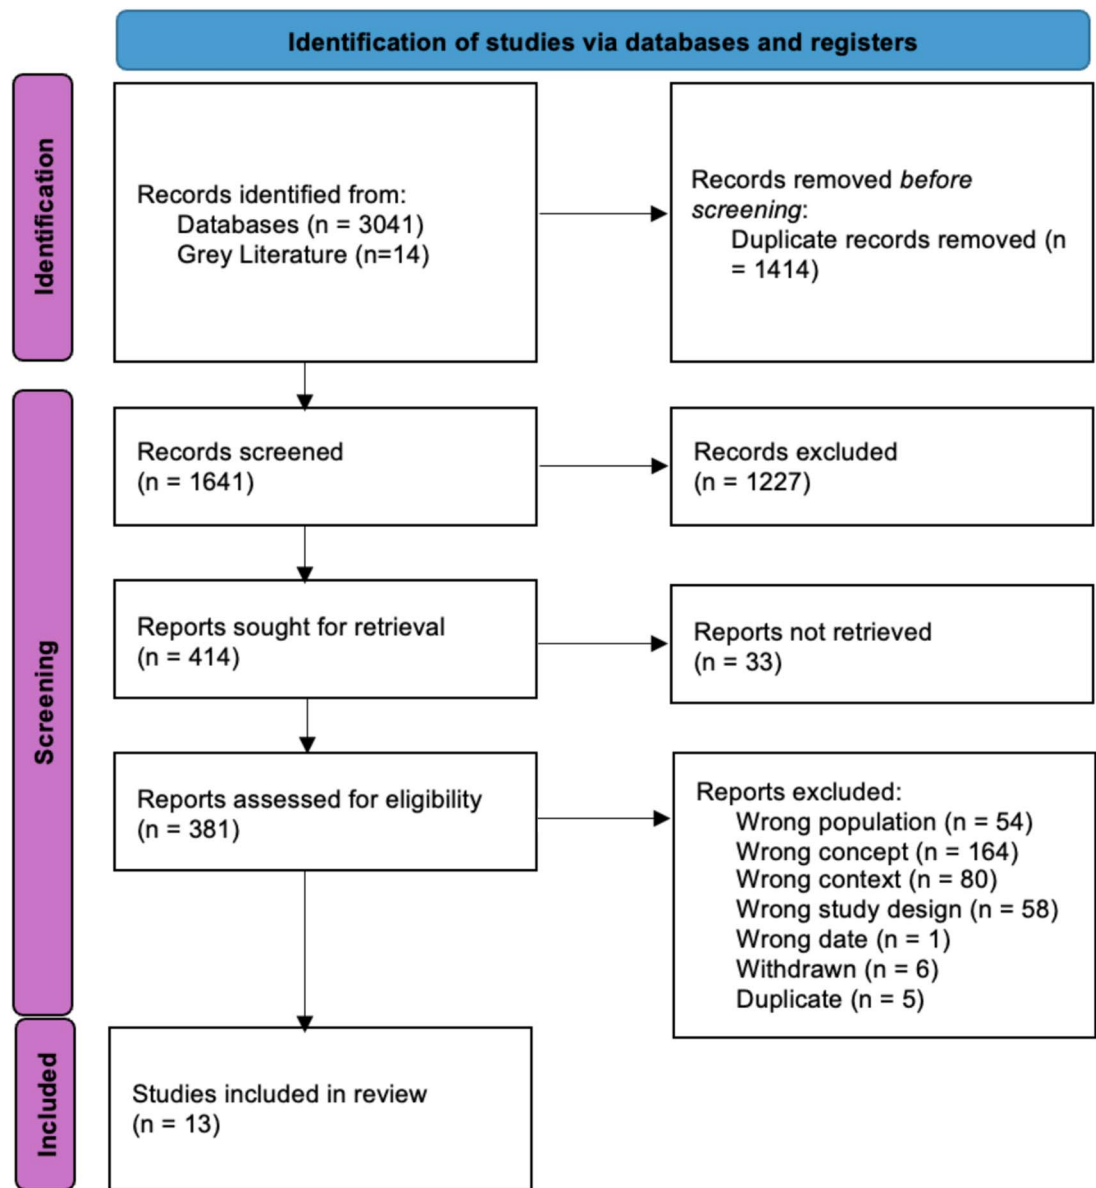 Identification of studies via databases and registers
Identification
Records identified from:
Databases (n = 3041)
Grey Literature (n=14)
Records removed before
screening:
Duplicate records removed (n
= 1414)
Screening
Records screened
(n = 1641)
Records excluded
(n = 1227)
Reports sought for retrieval
(n = 414)
Reports not retrieved
(n = 33)
Reports assessed for eligibility
(n = 381)
Reports excluded:
Wrong population (n = 54)
Wrong concept (n = 164)
Wrong context (n = 80)
Wrong study design (n = 58)
Wrong date (n = 1)
Withdrawn (n = 6)
Duplicate (n = 5)
Included
Studies included in review
(n = 13)